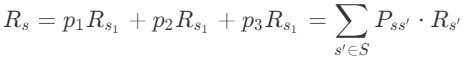 $R_s = p_1 R_{s_1} + p_2 R_{s_1} + p_3 R_{s_1} = \sum_{s' \in S} P_{ss'} \cdot R_{s'}$